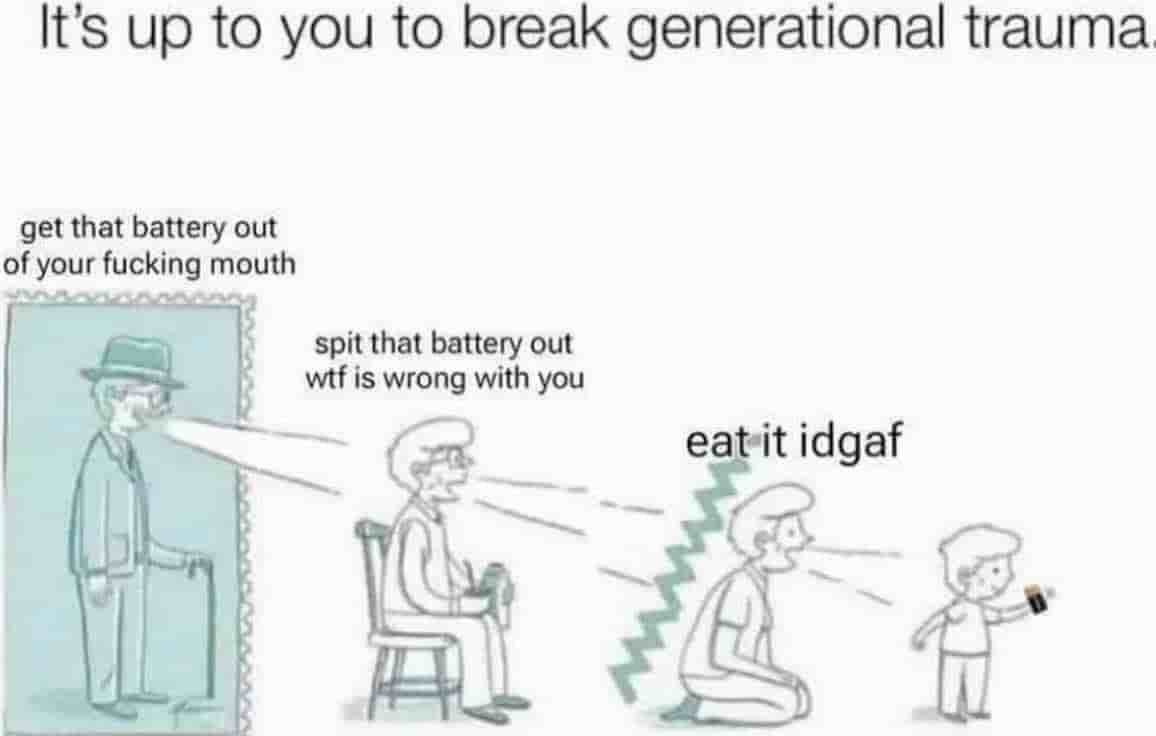 It's up to you to break generational trauma.
get that battery out
of your fucking mouth
spit that battery out
wtf is wrong with you
eat it idgaf